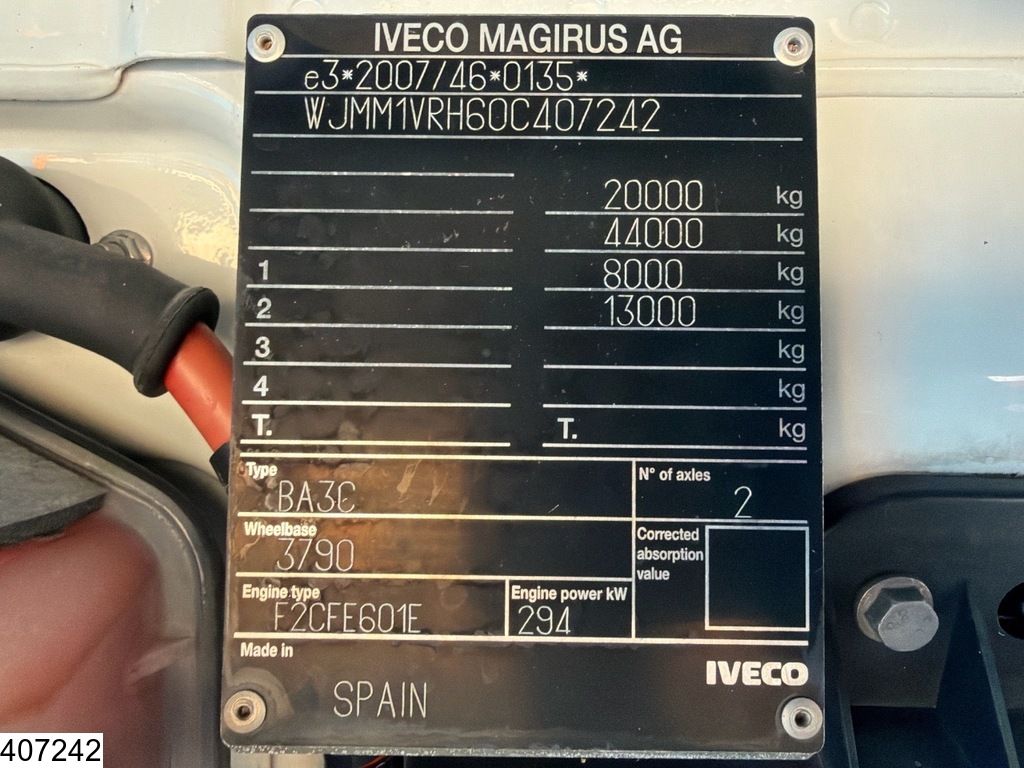 IVECO MAGIRUS AG
e3*2007/46*0135*
WJMM1VRH60C407242
20000 kg
44000 kg
1 8000 kg
2 13000 kg
3 kg
4 kg
T. T. kg
Type N° of axles
BA3C 2
Wheelbase Corrected
3790 absorption
value
Engine type Engine power kW
F2CFE601E 294
Made in IVECO
SPAIN
407242